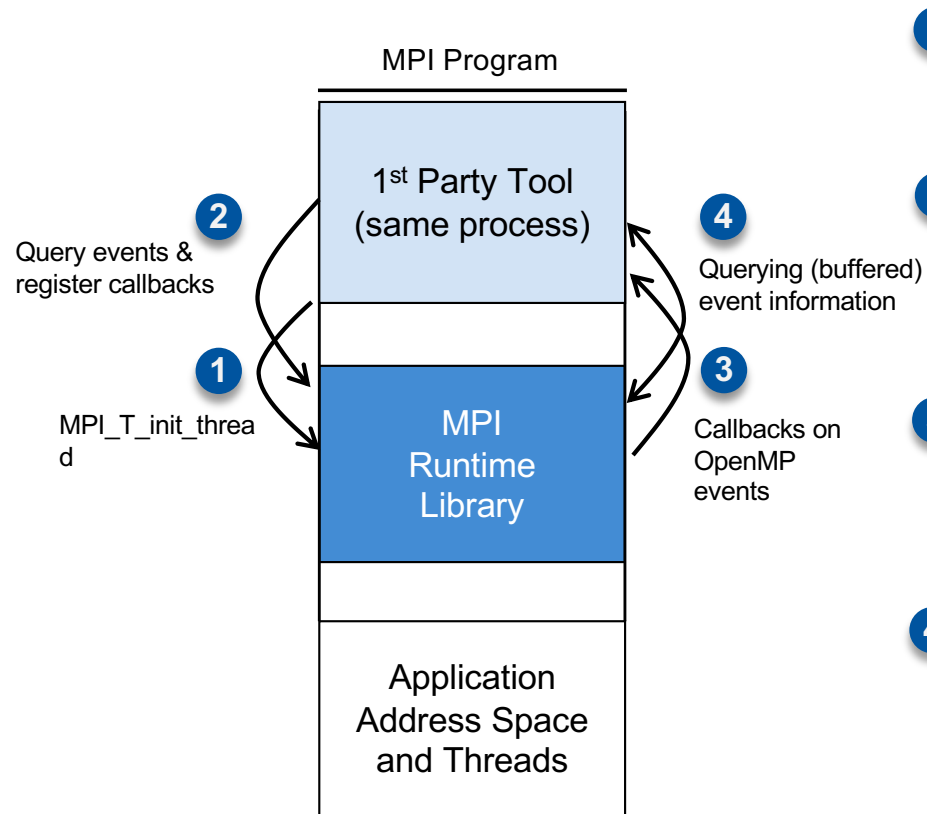 MPI Program
1st Party Tool
(same process)
2
Query events &
register callbacks
4
Querying (buffered)
event information
1
MPI_T_init_threa
d
3
Callbacks on
OpenMP
events
MPI
Runtime
Library
Application
Address Space
and Threads